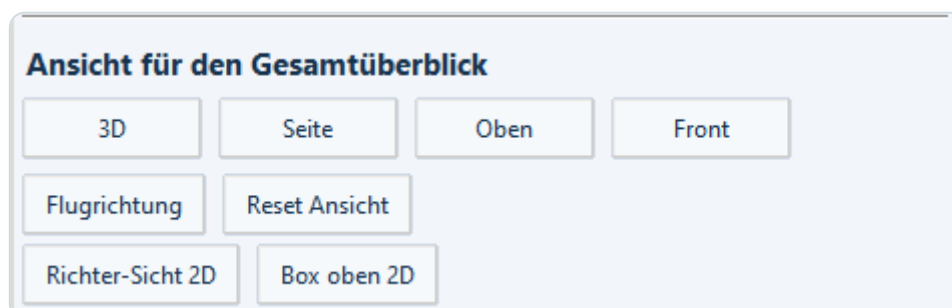 Ansicht für den Gesamtüberblick
3D Seite Oben Front
Flugrichtung Reset Ansicht
Richter-Sicht 2D Box oben 2D